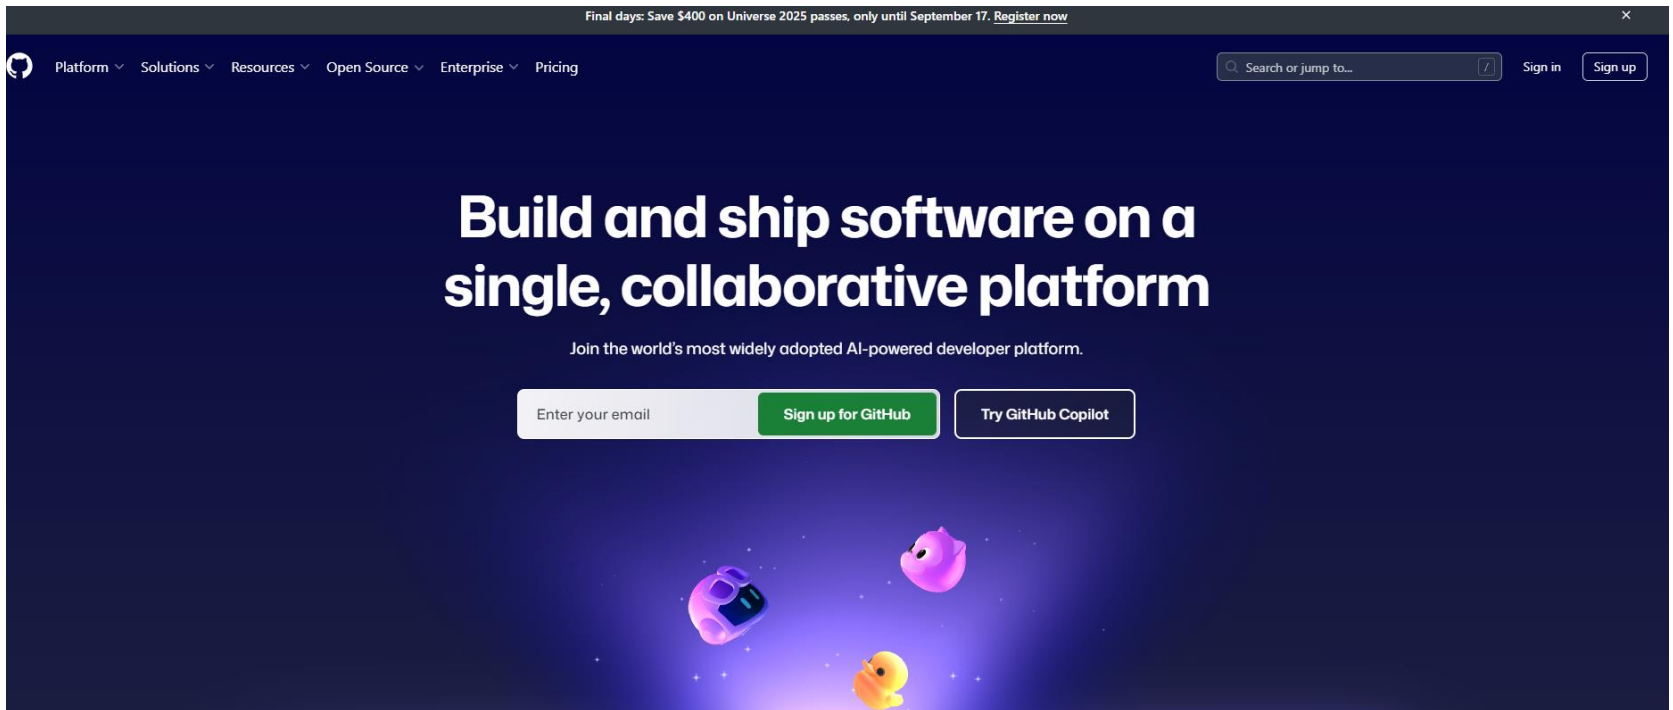 Final days: Save $400 on Universe 2025 passes, only until September 17. Register now
Platform Solutions Resources Open Source Enterprise Pricing Search or jump to... / Sign in Sign up
Build and ship software on a
single, collaborative platform
Join the world's most widely adopted AI-powered developer platform.
Enter your email Sign up for GitHub Try GitHub Copilot